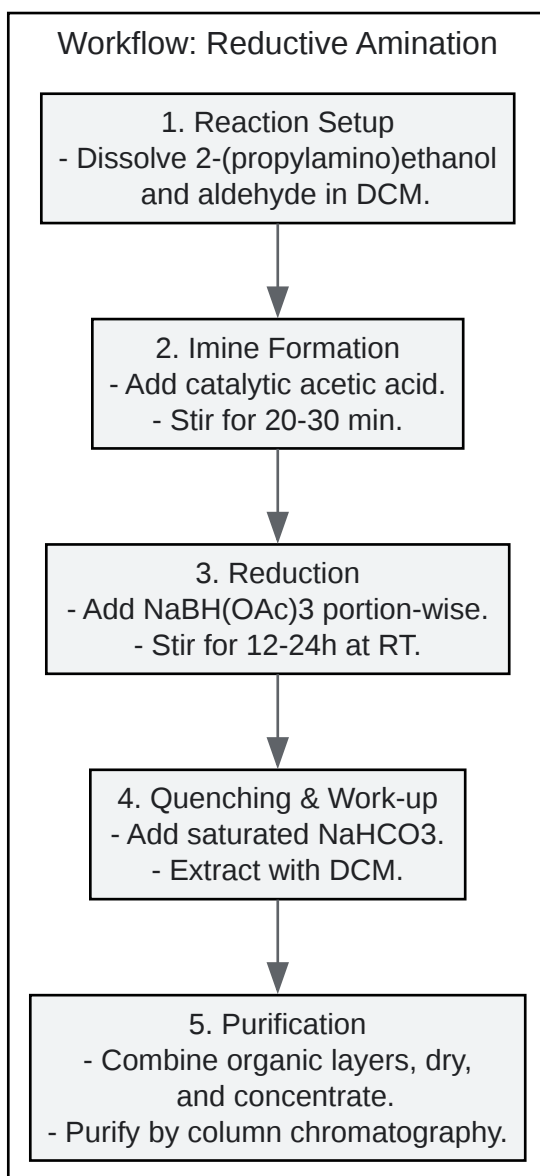 Workflow: Reductive Amination
1. Reaction Setup
- Dissolve 2-(propylamino)ethanol
and aldehyde in DCM.
2. Imine Formation
- Add catalytic acetic acid.
- Stir for 20-30 min.
3. Reduction
- Add NaBH(OAc)3 portion-wise.
- Stir for 12-24h at RT.
4. Quenching & Work-up
- Add saturated NaHCO3.
- Extract with DCM.
5. Purification
- Combine organic layers, dry,
and concentrate.
- Purify by column chromatography.